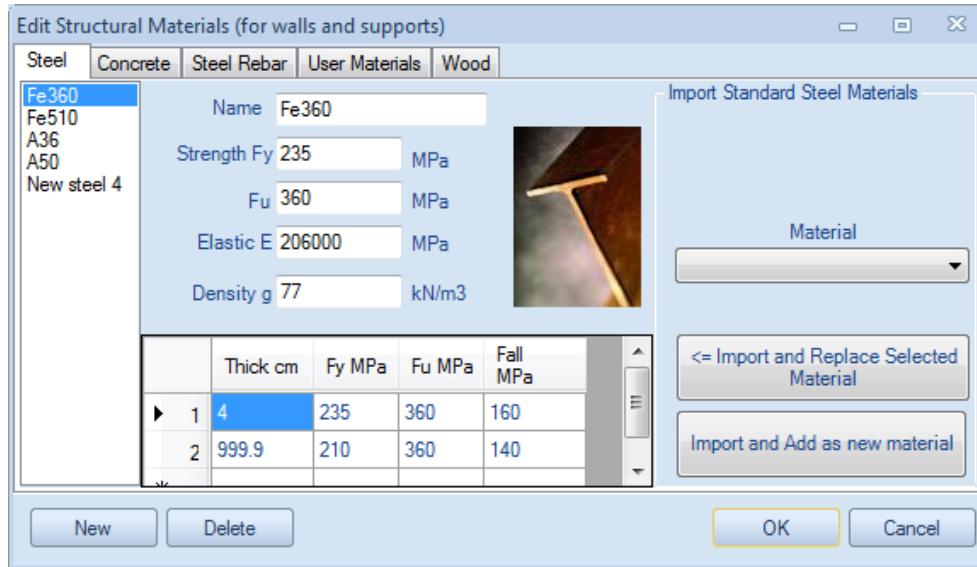 Edit Structural Materials (for walls and supports)
Steel Concrete Steel Rebar User Materials Wood
Fe360
Fe510
A36
A50
New steel 4
Name Fe360
Strength Fy 235 MPa
Fu 360 MPa
Elastic E 206000 MPa
Density g 77 kN/m3
Thick cm Fy MPa Fu MPa Fall MPa
1 4 235 360 160
2 999.9 210 360 140
Import Standard Steel Materials
Material
<= Import and Replace Selected
Material
Import and Add as new material
New Delete OK Cancel